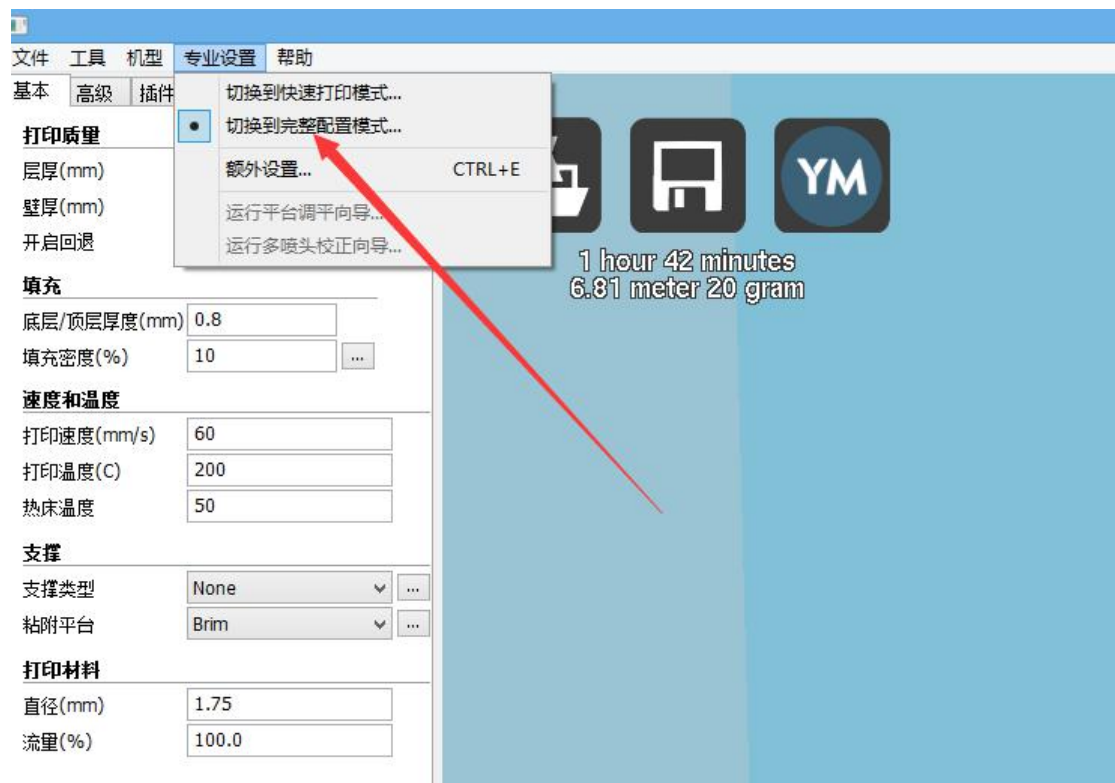 文件 工具 机型 专业设置 帮助
基本 高级 插件
切换到快速打印模式...
切换到完整配置模式...
额外设置... CTRL+E
运行平台调平向导...
运行多喷头校正向导...
打印质量
层厚(mm)
壁厚(mm)
开启回退
填充
底层/顶层厚度(mm) 0.8
填充密度(%) 10 ...
速度和温度
打印速度(mm/s) 60
打印温度(C) 200
热床温度 50
支撑
支撑类型 None ...
粘附平台 Brim ...
打印材料
直径(mm) 1.75
流量(%) 100.0
YM
1 hour 42 minutes
6.81 meter 20 gram